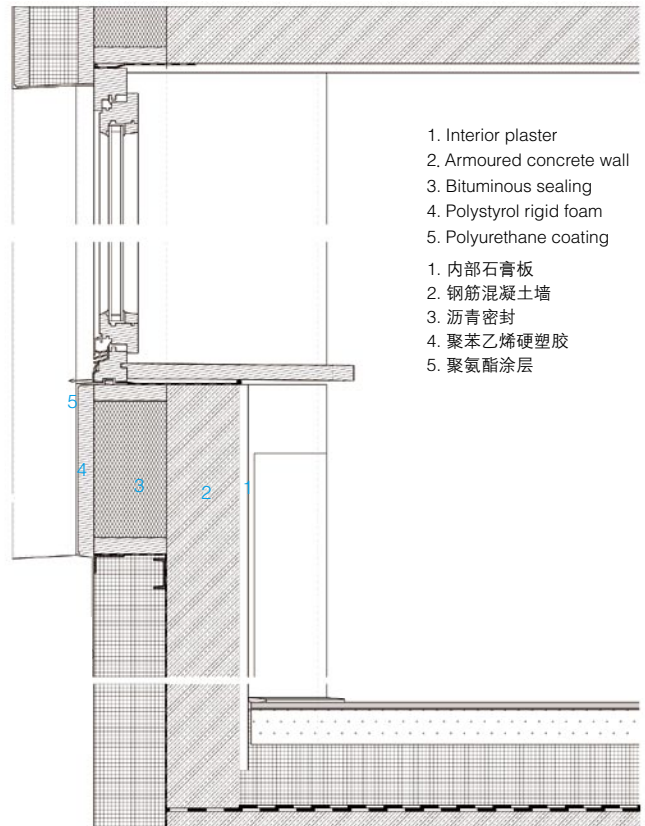 1. Interior plaster
2. Armoured concrete wall
3. Bituminous sealing
4. Polystyrol rigid foam
5. Polyurethane coating
1. 内部石膏板
2. 钢筋混凝土墙
3. 沥青密封
4. 聚苯乙烯硬塑胶
5. 聚氨酯涂层
5
4
3
2
1